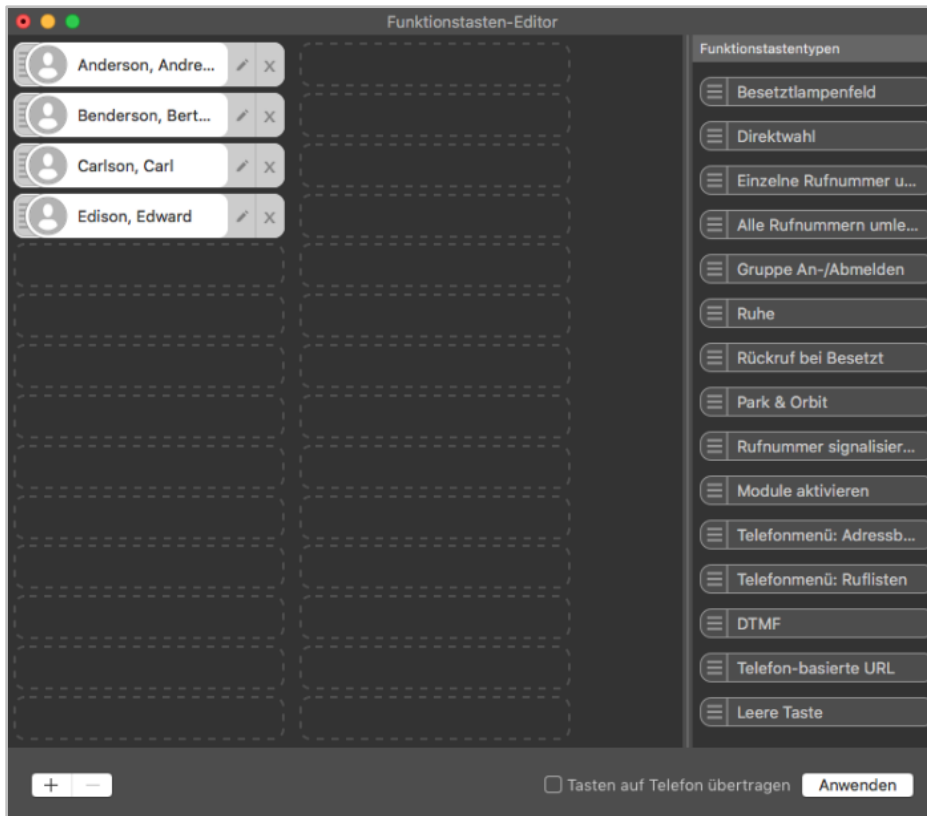 Funktionstasten-Editor
Anderson, Andre...
Benderson, Bert...
Carlson, Carl
Edison, Edward
Funktionstastentypen
Besetztlampenfeld
Direktwahl
Einzelne Rufnummer u...
Alle Rufnummern umle...
Gruppe An-/Abmelden
Ruhe
Rückruf bei Besetzt
Park & Orbit
Rufnummer signalisier...
Module aktivieren
Telefonmenü: Adressb...
Telefonmenü: Ruflisten
DTMF
Telefon-basierte URL
Leere Taste
Tasten auf Telefon übertragen
Anwenden